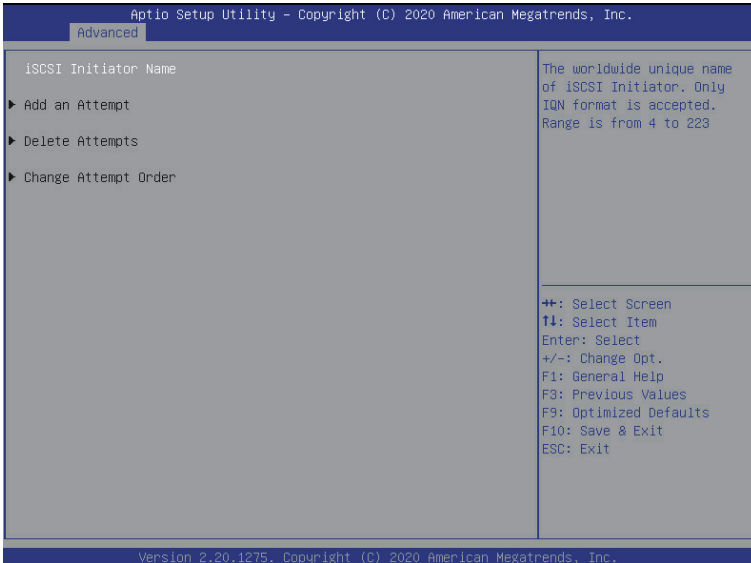 Aptio Setup Utility – Copyright (C) 2020 American Megatrends, Inc.
Advanced
iSCSI Initiator Name
▶ Add an Attempt
▶ Delete Attempts
▶ Change Attempt Order
The worldwide unique name
of iSCSI Initiator. Only
IQN format is accepted.
Range is from 4 to 223
→←: Select Screen
↑↓: Select Item
Enter: Select
+/-: Change Opt.
F1: General Help
F3: Previous Values
F9: Optimized Defaults
F10: Save & Exit
ESC: Exit
Version 2.20.1275. Copyright (C) 2020 American Megatrends, Inc.